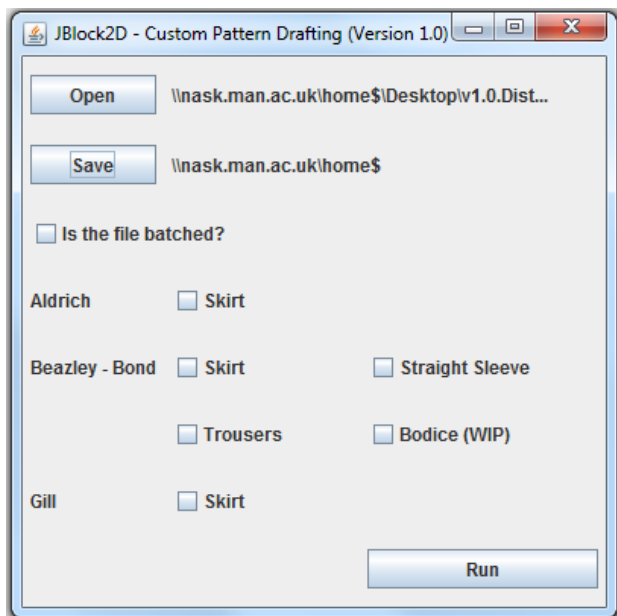 JBlock2D - Custom Pattern Drafting (Version 1.0)
Open \\nask.man.ac.uk\home$\Desktop\v1.0.Dist...
Save \\nask.man.ac.uk\home$
Is the file batched?
Aldrich Skirt
Beazley - Bond Skirt Straight Sleeve
Trousers Bodice (WIP)
Gill Skirt
Run